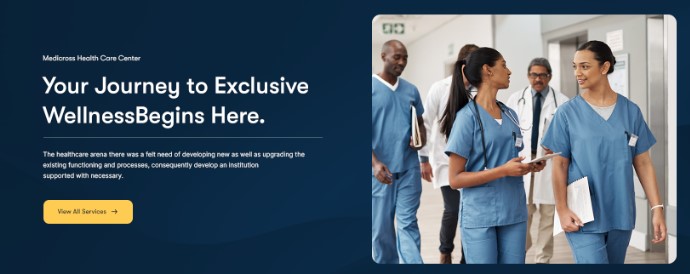 Medicross Health Care Center
Your Journey to Exclusive
WellnessBegins Here.
The healthcare arena there was a felt need of developing new as well as upgrading the
existing functioning and processes, consequently develop an institution
supported with necessary.
View All Services →